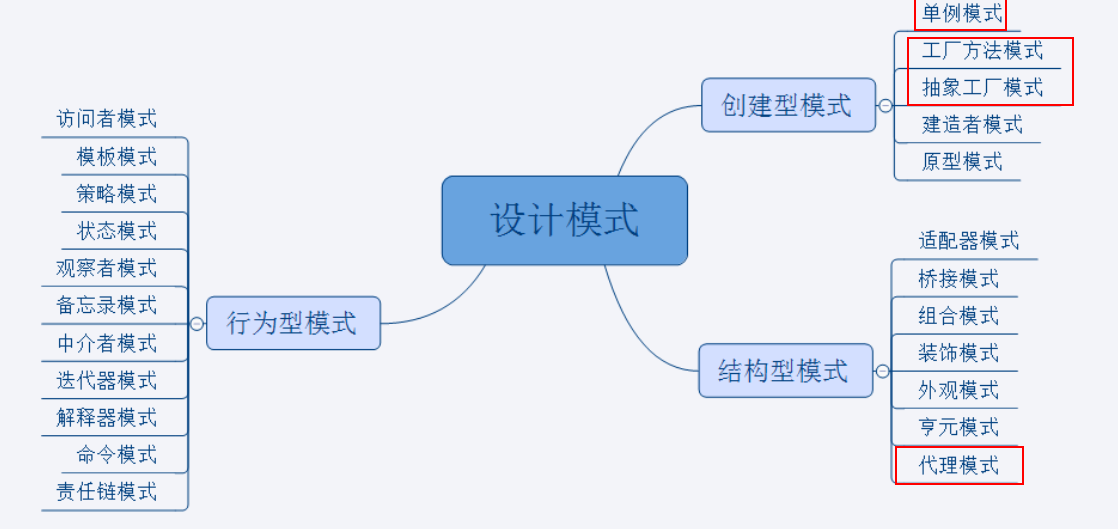 设计模式
创建型模式
单例模式
工厂方法模式
抽象工厂模式
建造者模式
原型模式
结构型模式
适配器模式
桥接模式
组合模式
装饰模式
外观模式
亨元模式
代理模式
行为型模式
访问者模式
模板模式
策略模式
状态模式
观察者模式
备忘录模式
中介者模式
迭代器模式
解释器模式
命令模式
责任链模式